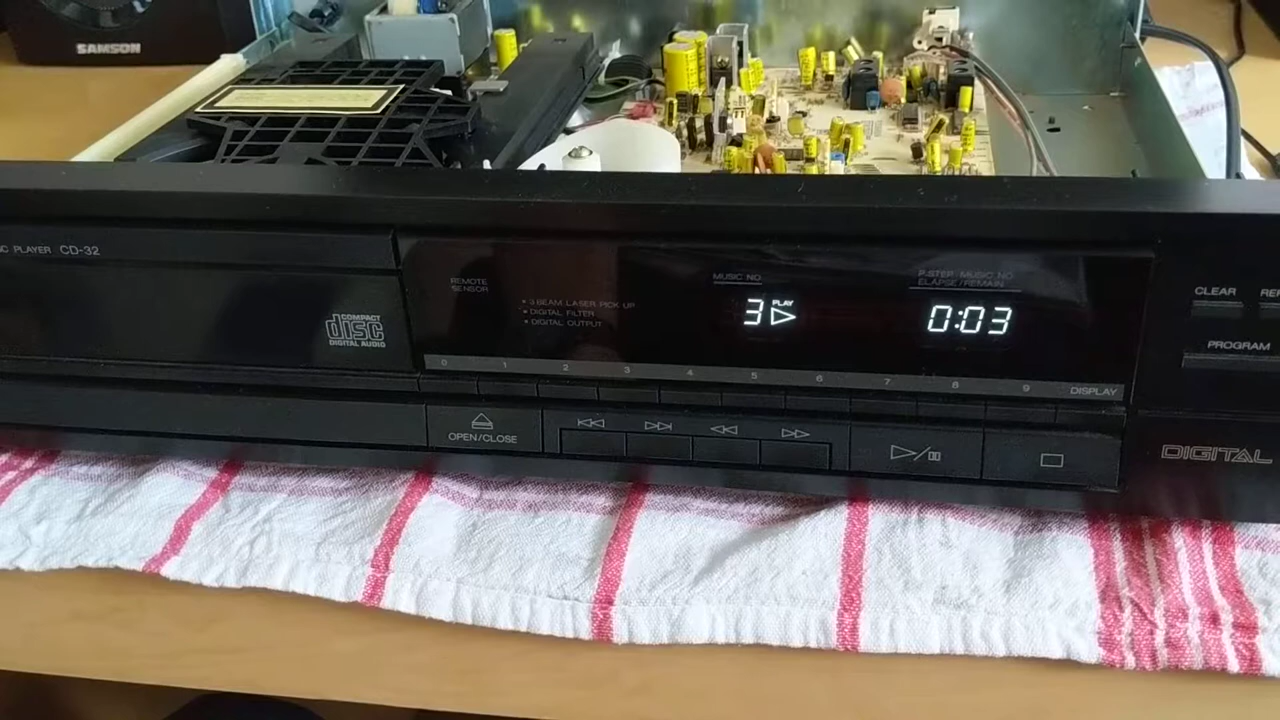 SAMSON
SC PLAYER CD-32
COMPACT
disc
DIGITAL AUDIO
REMOTE
SENSOR
• 3 BEAM LASER PICK UP
• DIGITAL FILTER
• DIGITAL OUTPUT
MUSIC NO
3 PLAY
P.STEP MUSIC NO
ELAPSE/REMAIN
0:03
CLEAR
PROGRAM
0 1 2 3 4 5 6 7 8 9 DISPLAY
OPEN/CLOSE
DIGITAL